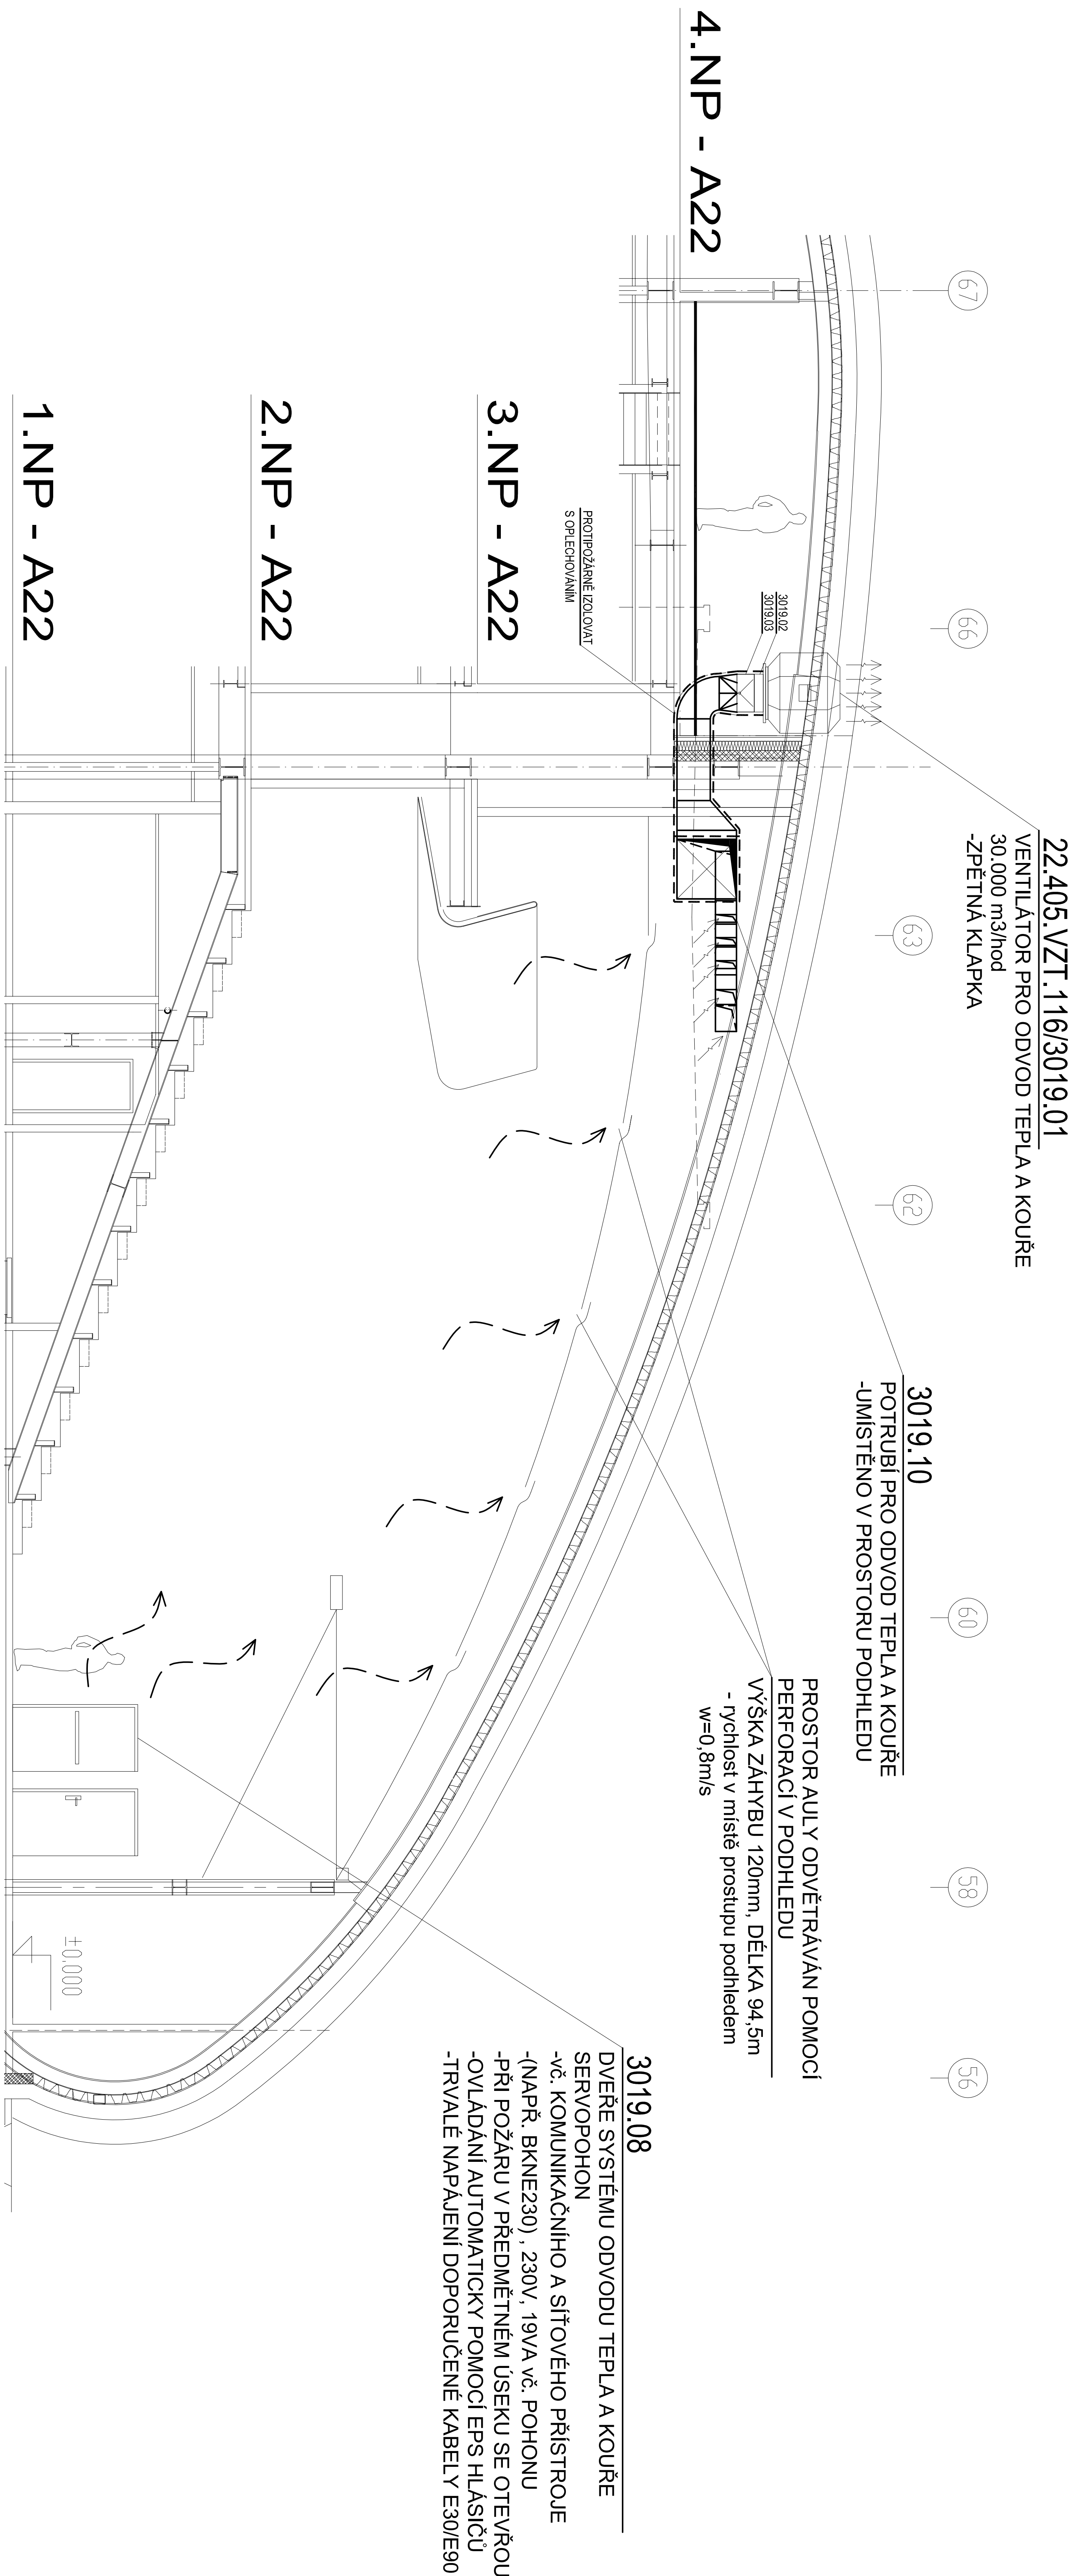 4.NP - A22
3.NP - A22
2.NP - A22
1.NP - A22
67
66
63
62
60
58
56
22.405.VZT.116/3019.01
VENTILÁTOR PRO ODVOD TEPLA A KOUŘE
30.000 m3/hod
-ZPĚTNÁ KLAPKA
3019.02
3019.03
PROTIPOŽÁRNĚ IZOLOVAT
S OPLECHOVÁNÍM
3019.10
POTRUBÍ PRO ODVOD TEPLA A KOUŘE
-UMÍSTĚNO V PROSTORU PODHLEDU
PROSTOR AULY ODVĚTRÁVÁN POMOCÍ
PERFORACÍ V PODHLEDU
VÝŠKA ZÁHYBU 120mm, DÉLKA 94,5m
- rychlost v místě prostupu podhledem
w=0,8m/s
3019.08
DVEŘE SYSTÉMU ODVODU TEPLA A KOUŘE
SERVOPOHON
-vč. KOMUNIKAČNÍHO A SÍŤOVÉHO PŘÍSTROJE
-(NAPŘ. BKNE230) , 230V, 19VA vč. POHONU
-PŘI POŽÁRU V PŘEDMĚTNÉM ÚSEKU SE OTEVŘOU
-OVLÁDÁNÍ AUTOMATICKY POMOCÍ EPS HLÁSIČŮ
-TRVALÉ NAPÁJENÍ DOPORUČENÉ KABELY E30/E90
±0,000